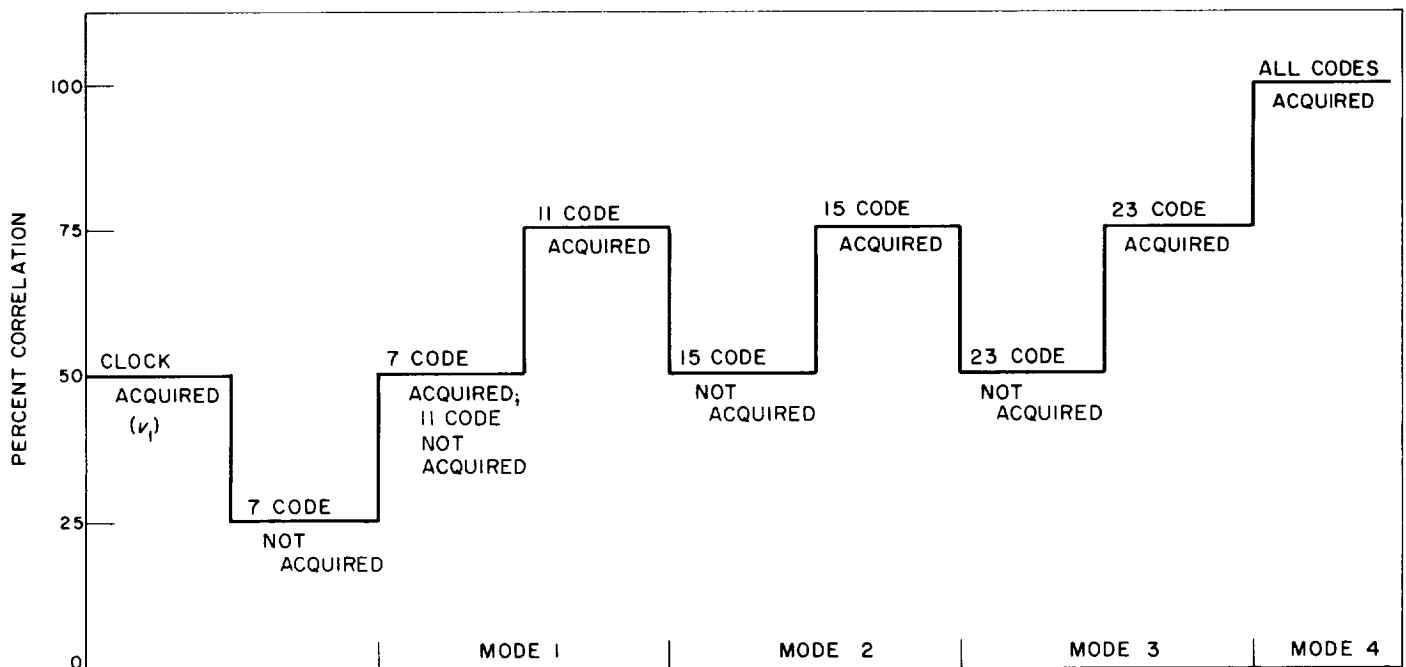 PERCENT CORRELATION
100
75
50
25
0
CLOCK
ACQUIRED
(ν₁)
7 CODE
NOT
ACQUIRED
7 CODE
ACQUIRED;
11 CODE
NOT
ACQUIRED
11 CODE
ACQUIRED
15 CODE
NOT
ACQUIRED
15 CODE
ACQUIRED
23 CODE
NOT
ACQUIRED
23 CODE
ACQUIRED
ALL CODES
ACQUIRED
MODE 1
MODE 2
MODE 3
MODE 4